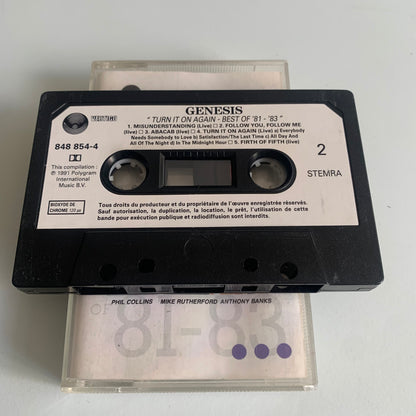 GENESIS
" TURN IT ON AGAIN - BEST OF '81 - '83 "
1. MISUNDERSTANDING (Live) □ 2. FOLLOW YOU, FOLLOW ME
(live) □ 3. ABACAB (live) □ 4. TURN IT ON AGAIN (Live) a) Everybody
Needs Somebody to Love b) Satisfaction/The Last Time c) All Day And
All Of The Night d) In The Midnight Hour □ 5. FIRTH OF FIFTH (live)
VERTIGO
848 854-4
This compilation :
℗ 1991 Polygram
International
Music B.V.
2
STEMRA
BIOXYDE DE
CHROME 120 µs
Tous droits du producteur et du propriétaire de l'œuvre enregistrée réservés.
Sauf autorisation, la duplication, la location, le prêt, l'utilisation de cette
bande pour exécution publique et radiodiffusion sont interdits.
PHIL COLLINS MIKE RUTHERFORD ANTHONY BANKS
OF
81-83